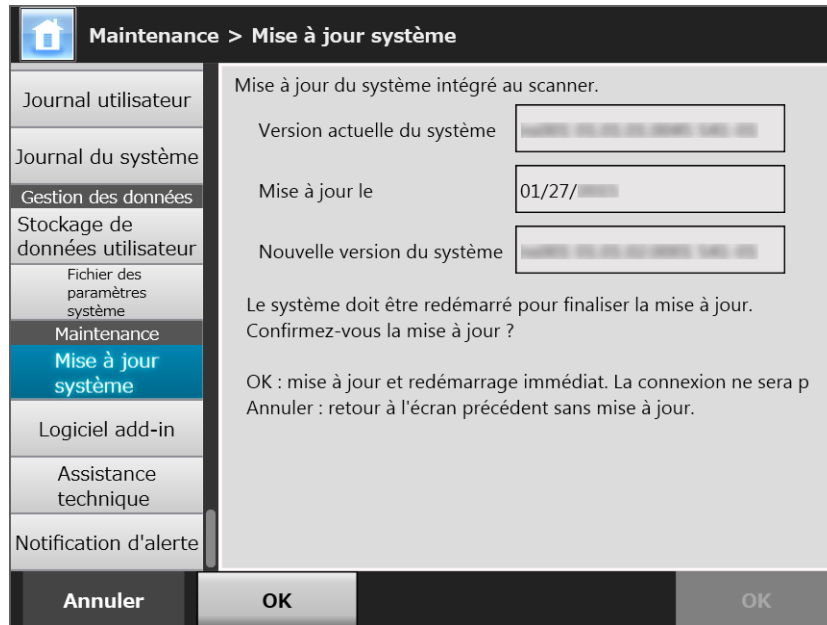 Maintenance > Mise à jour système
Journal utilisateur
Journal du système
Gestion des données
Stockage de
données utilisateur
Fichier des
paramètres
système
Maintenance
Mise à jour
système
Logiciel add-in
Assistance
technique
Notification d'alerte
Mise à jour du système intégré au scanner.
Version actuelle du système
Mise à jour le
01/27/
Nouvelle version du système
Le système doit être redémarré pour finaliser la mise à jour.
Confirmez-vous la mise à jour ?
OK : mise à jour et redémarrage immédiat. La connexion ne sera p
Annuler : retour à l'écran précédent sans mise à jour.
Annuler
OK
OK